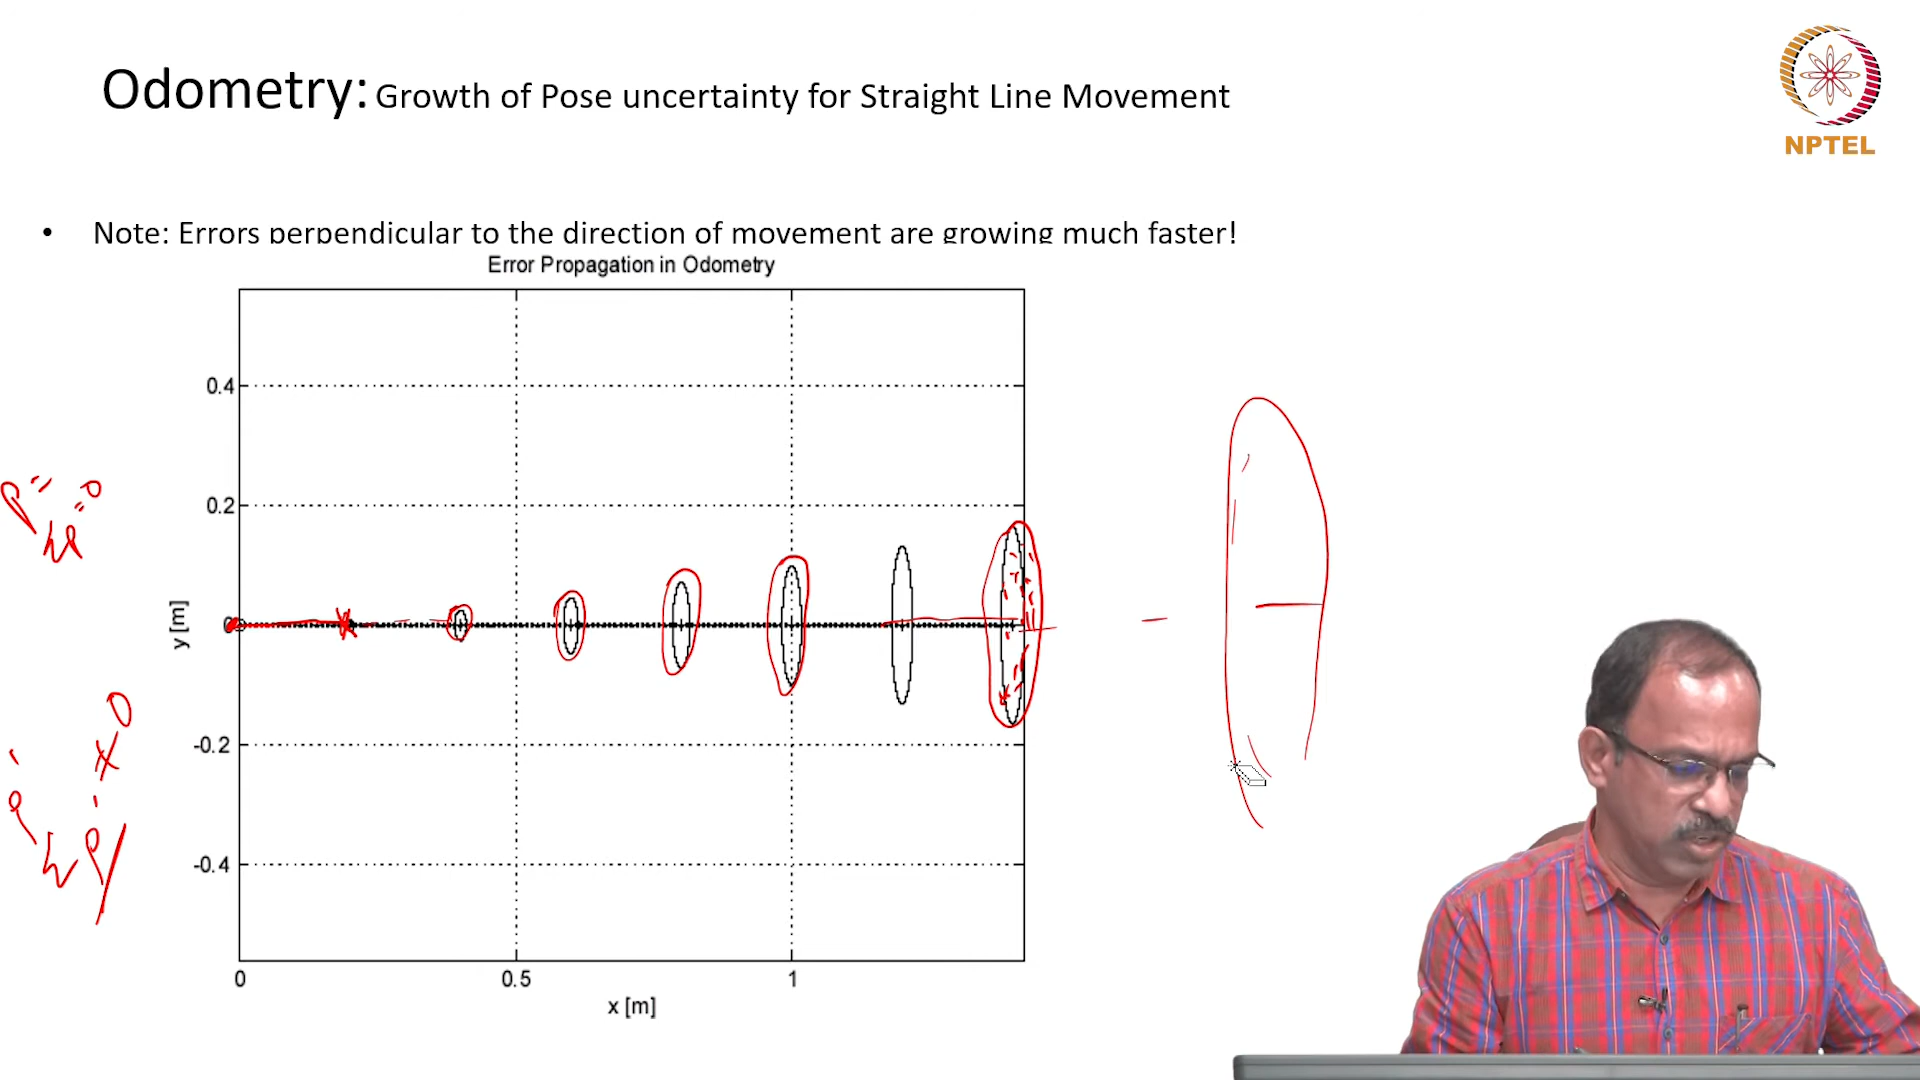 Odometry: Growth of Pose uncertainty for Straight Line Movement
NPTEL
• Note: Errors perpendicular to the direction of movement are growing much faster!
Error Propagation in Odometry
0.4
0.2
0
-0.2
-0.4
y [m]
0 0.5 1
x [m]